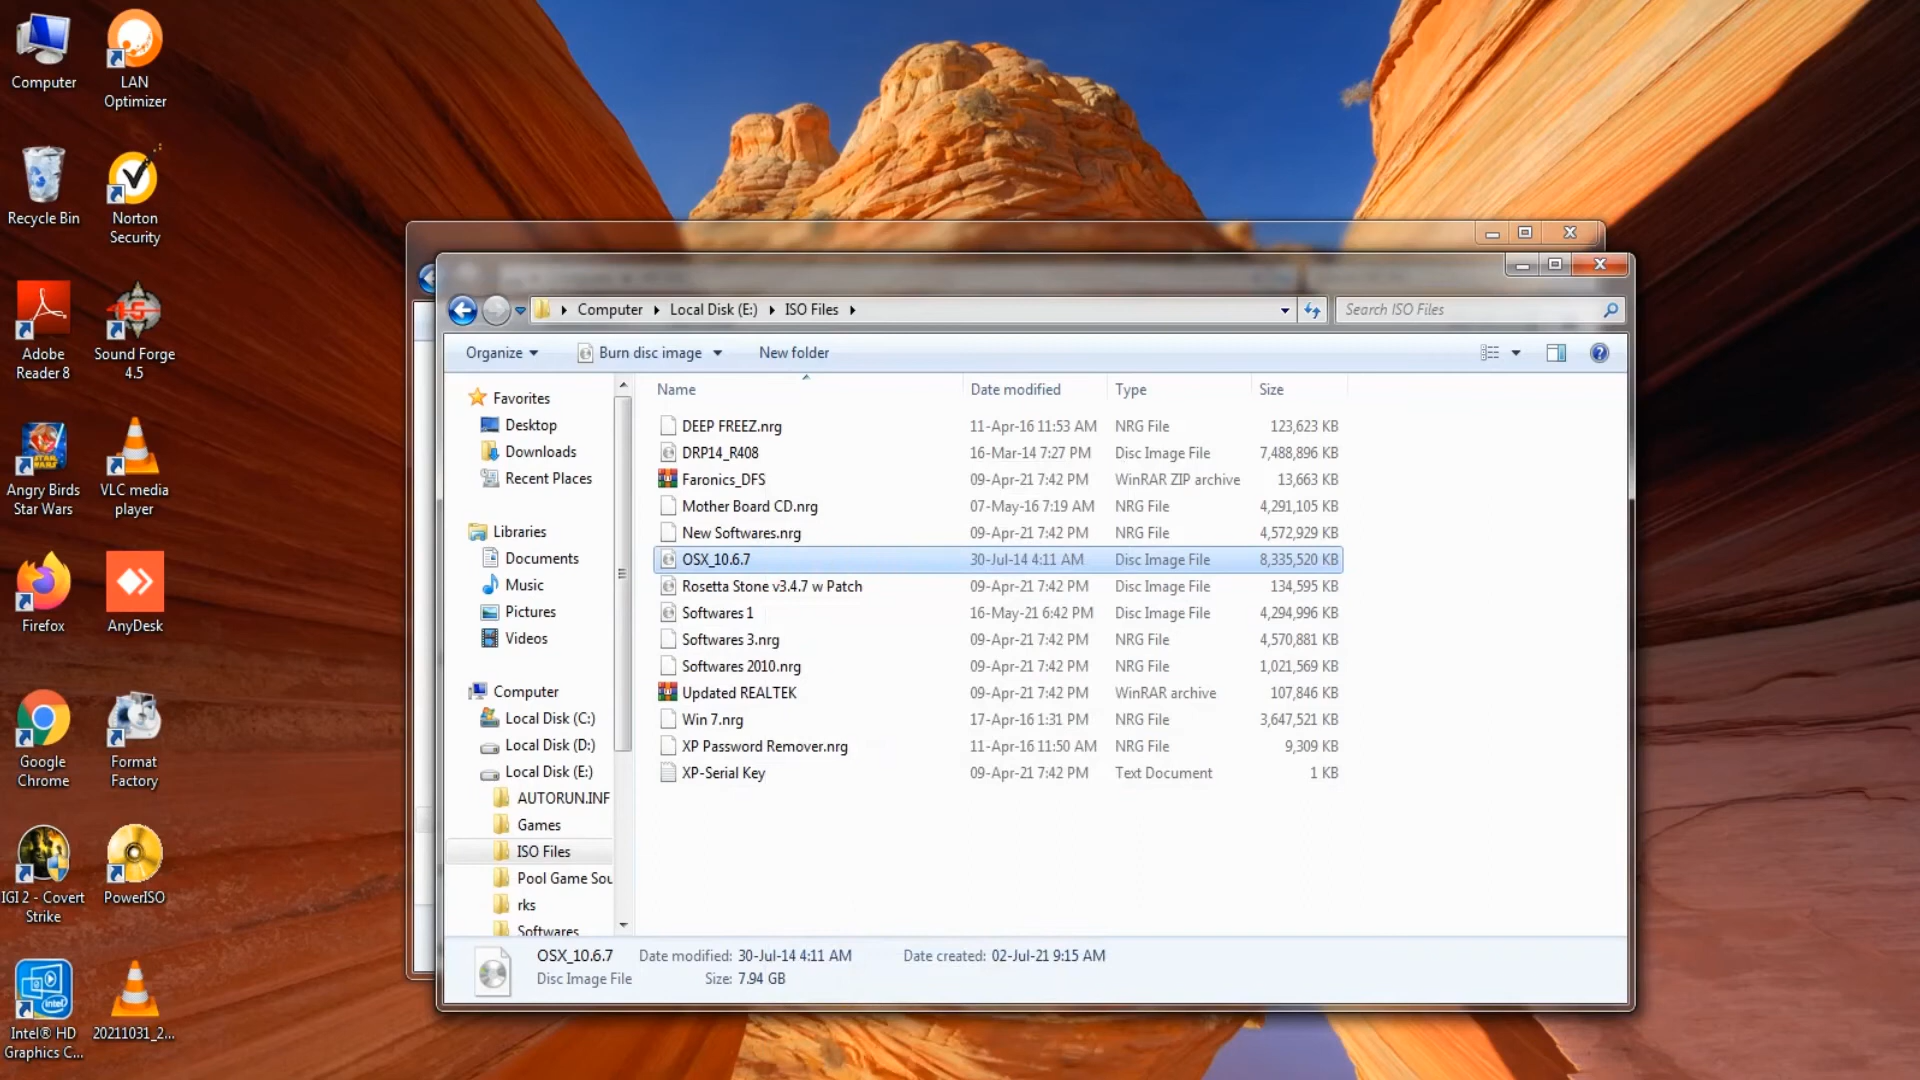 Computer
LAN
Optimizer
Recycle Bin
Norton
Security
Adobe
Reader 8
Sound Forge
4.5
Angry Birds
Star Wars
VLC media
player
Firefox
AnyDesk
Google
Chrome
Format
Factory
IGI 2 - Covert
Strike
PowerISO
Intel® HD
Graphics C...
20211031_2...
Computer
Local Disk (E:)
ISO Files
Search ISO Files
Organize
Burn disc image
New folder
Favorites
Desktop
Downloads
Recent Places
Libraries
Documents
Music
Pictures
Videos
Computer
Local Disk (C:)
Local Disk (D:)
Local Disk (E:)
AUTORUN.INF
Games
ISO Files
Pool Game Sou
rks
Softwares
Name Date modified Type Size
DEEP FREEZ.nrg 11-Apr-16 11:53 AM NRG File 123,623 KB
DRP14_R408 16-Mar-14 7:27 PM Disc Image File 7,488,896 KB
Faronics_DFS 09-Apr-21 7:42 PM WinRAR ZIP archive 13,663 KB
Mother Board CD.nrg 07-May-16 7:19 AM NRG File 4,291,105 KB
New Softwares.nrg 09-Apr-21 7:42 PM NRG File 4,572,929 KB
OSX_10.6.7 30-Jul-14 4:11 AM Disc Image File 8,335,520 KB
Rosetta Stone v3.4.7 w Patch 09-Apr-21 7:42 PM Disc Image File 134,595 KB
Softwares 1 16-May-21 6:42 PM Disc Image File 4,294,996 KB
Softwares 3.nrg 09-Apr-21 7:42 PM NRG File 4,570,881 KB
Softwares 2010.nrg 09-Apr-21 7:42 PM NRG File 1,021,569 KB
Updated REALTEK 09-Apr-21 7:42 PM WinRAR archive 107,846 KB
Win 7.nrg 17-Apr-16 1:31 PM NRG File 3,647,521 KB
XP Password Remover.nrg 11-Apr-16 11:50 AM NRG File 9,309 KB
XP-Serial Key 09-Apr-21 7:42 PM Text Document 1 KB
OSX_10.6.7 Date modified: 30-Jul-14 4:11 AM Date created: 02-Jul-21 9:15 AM
Disc Image File Size: 7.94 GB